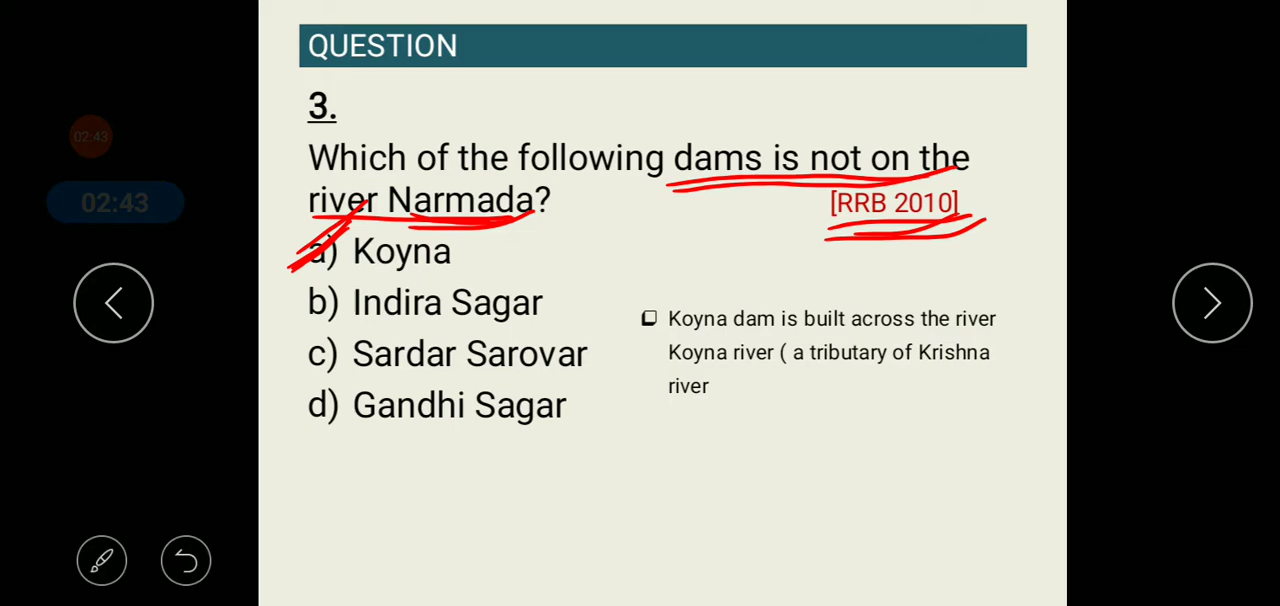 QUESTION
3.
02:43
Which of the following dams is not on the
02:43
river Narmada?
[RRB 2010]
a) Koyna
b) Indira Sagar
c) Sardar Sarovar
d) Gandhi Sagar
Koyna dam is built across the river
Koyna river ( a tributary of Krishna
river